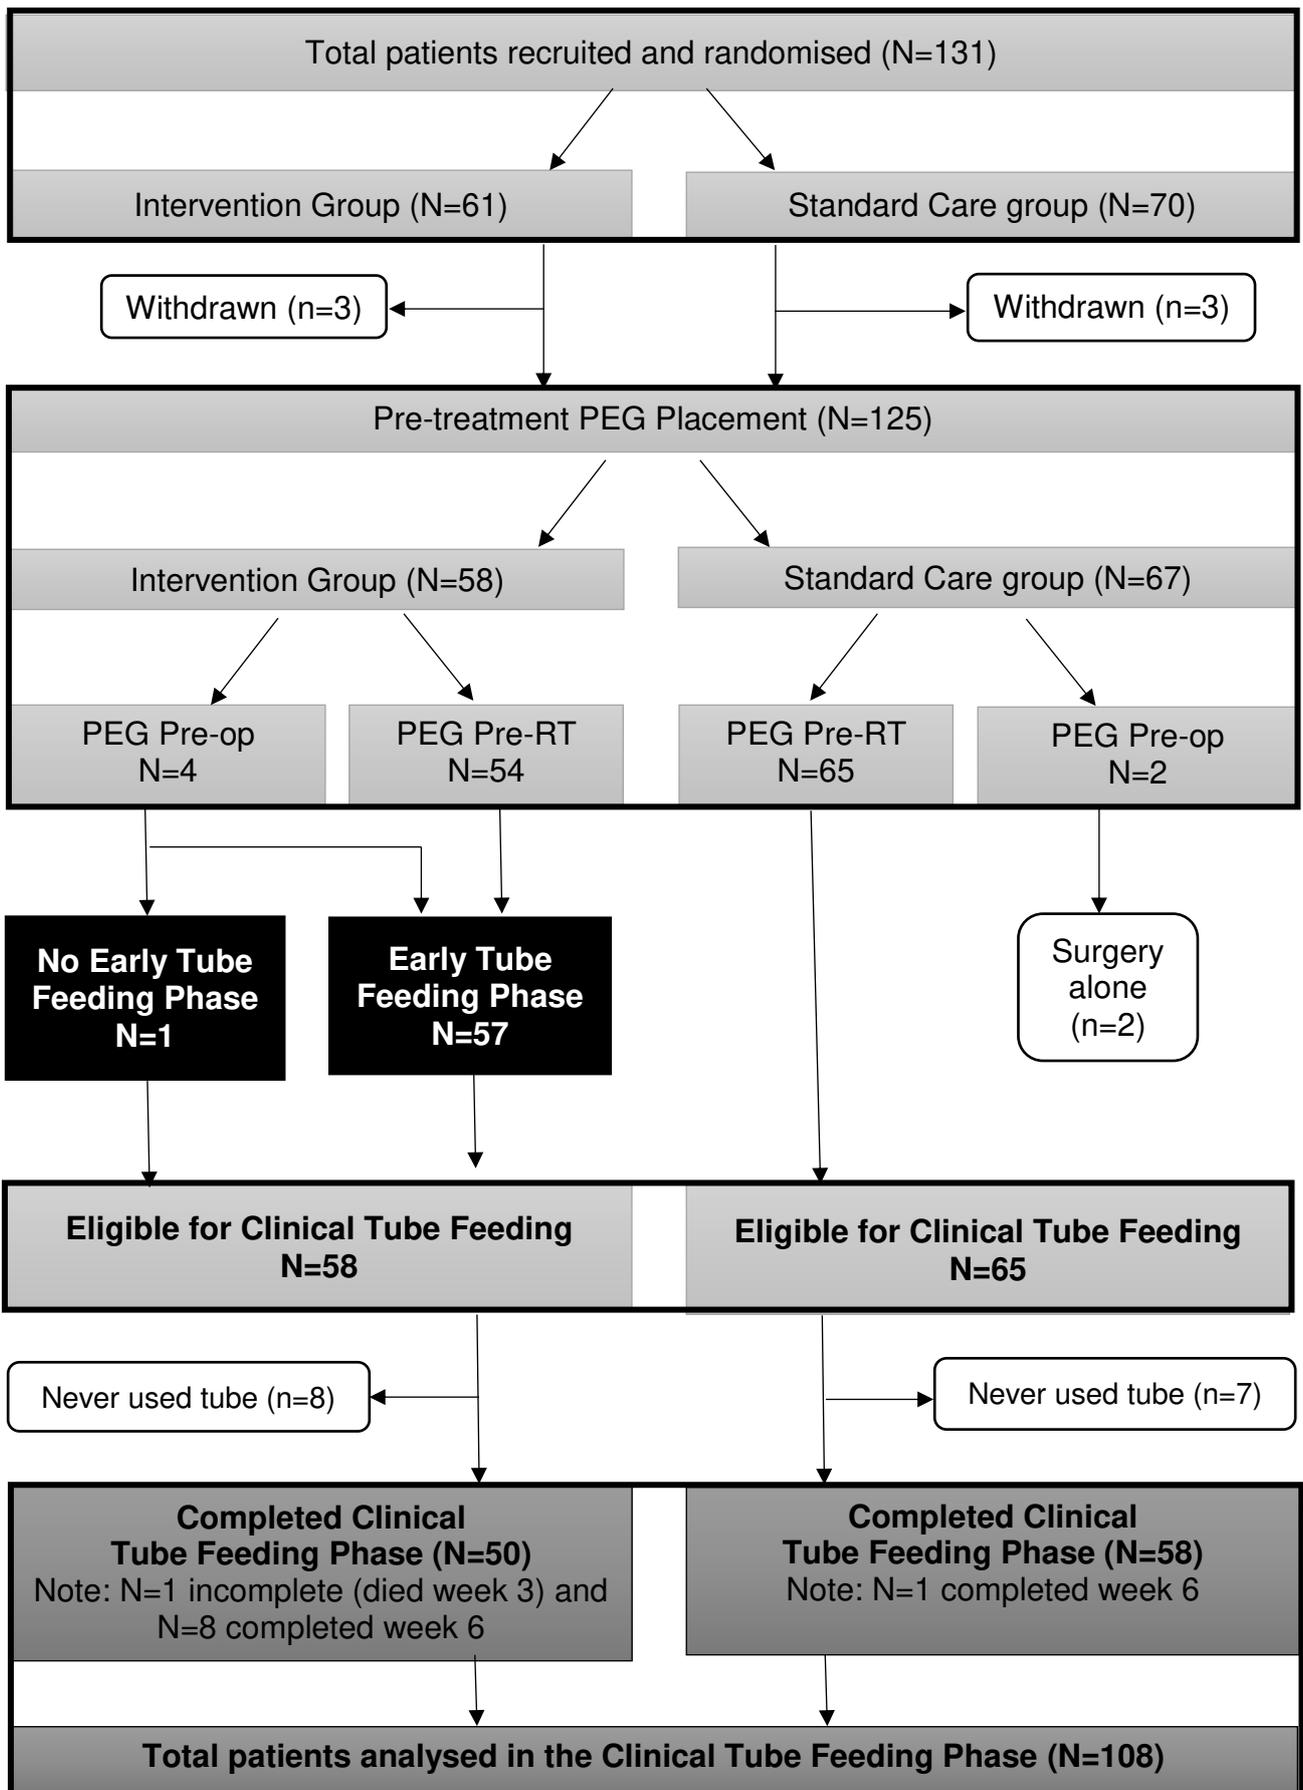 Total patients recruited and randomised (N=131)
Intervention Group (N=61)
Standard Care group (N=70)
Withdrawn (n=3)
Withdrawn (n=3)
Pre-treatment PEG Placement (N=125)
Intervention Group (N=58)
Standard Care group (N=67)
PEG Pre-op
N=4
PEG Pre-RT
N=54
PEG Pre-RT
N=65
PEG Pre-op
N=2
No Early Tube
Feeding Phase
N=1
Early Tube
Feeding Phase
N=57
Surgery
alone
(n=2)
Eligible for Clinical Tube Feeding
N=58
Eligible for Clinical Tube Feeding
N=65
Never used tube (n=8)
Never used tube (n=7)
Completed Clinical
Tube Feeding Phase (N=50)
Note: N=1 incomplete (died week 3) and
N=8 completed week 6
Completed Clinical
Tube Feeding Phase (N=58)
Note: N=1 completed week 6
Total patients analysed in the Clinical Tube Feeding Phase (N=108)